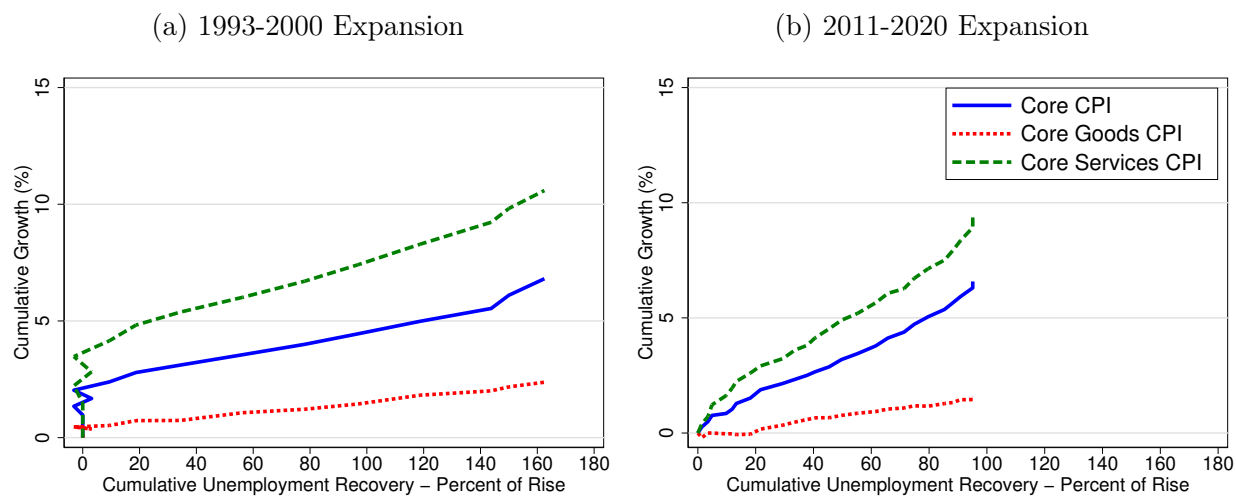 (a) 1993-2000 Expansion
15
10
5
0
Cumulative Growth (%)
0 20 40 60 80 100 120 140 160 180
Cumulative Unemployment Recovery − Percent of Rise
(b) 2011-2020 Expansion
Core CPI
Core Goods CPI
Core Services CPI
15
10
5
0
Cumulative Growth (%)
0 20 40 60 80 100 120 140 160 180
Cumulative Unemployment Recovery − Percent of Rise